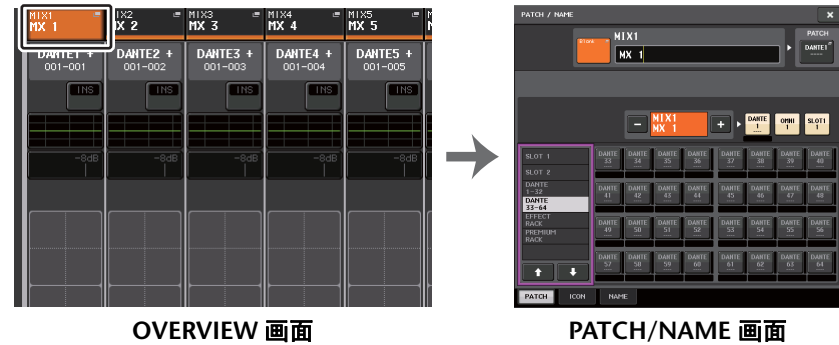 MIX1 MIX2 MIX3 MIX4 MIX5
MX 1 MX 2 MX 3 MX 4 MX 5
DANTE1 + DANTE2 + DANTE3 + DANTE4 + DANTE5 +
001-001 001-002 001-003 001-004 001-005
INS INS INS INS INS
-8dB -8dB -8dB -8dB
OVERVIEW 画面
PATCH / NAME
Blank
MIX1
MX 1
PATCH
DANTE1
MIX1
MX 1
− +
DANTE 1
OMNI 1
SLOT1 1
SLOT 1
SLOT 2
DANTE 1-32
DANTE 33-64
EFFECT RACK
PREMIUM RACK
DANTE 33 DANTE 34 DANTE 35 DANTE 36 DANTE 37 DANTE 38 DANTE 39 DANTE 40
DANTE 41 DANTE 42 DANTE 43 DANTE 44 DANTE 45 DANTE 46 DANTE 47 DANTE 48
DANTE 49 DANTE 50 DANTE 51 DANTE 52 DANTE 53 DANTE 54 DANTE 55 DANTE 56
DANTE 57 DANTE 58 DANTE 59 DANTE 60 DANTE 61 DANTE 62 DANTE 63 DANTE 64
PATCH ICON NAME
PATCH/NAME 画面